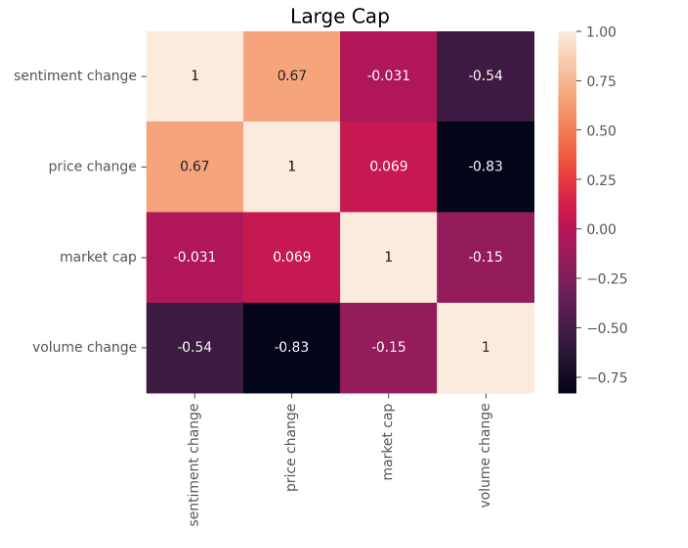 Large Cap
sentiment change 1 0.67 -0.031 -0.54
price change 0.67 1 0.069 -0.83
market cap -0.031 0.069 1 -0.15
volume change -0.54 -0.83 -0.15 1
sentiment change
price change
market cap
volume change
1.00
0.75
0.50
0.25
0.00
−0.25
−0.50
−0.75